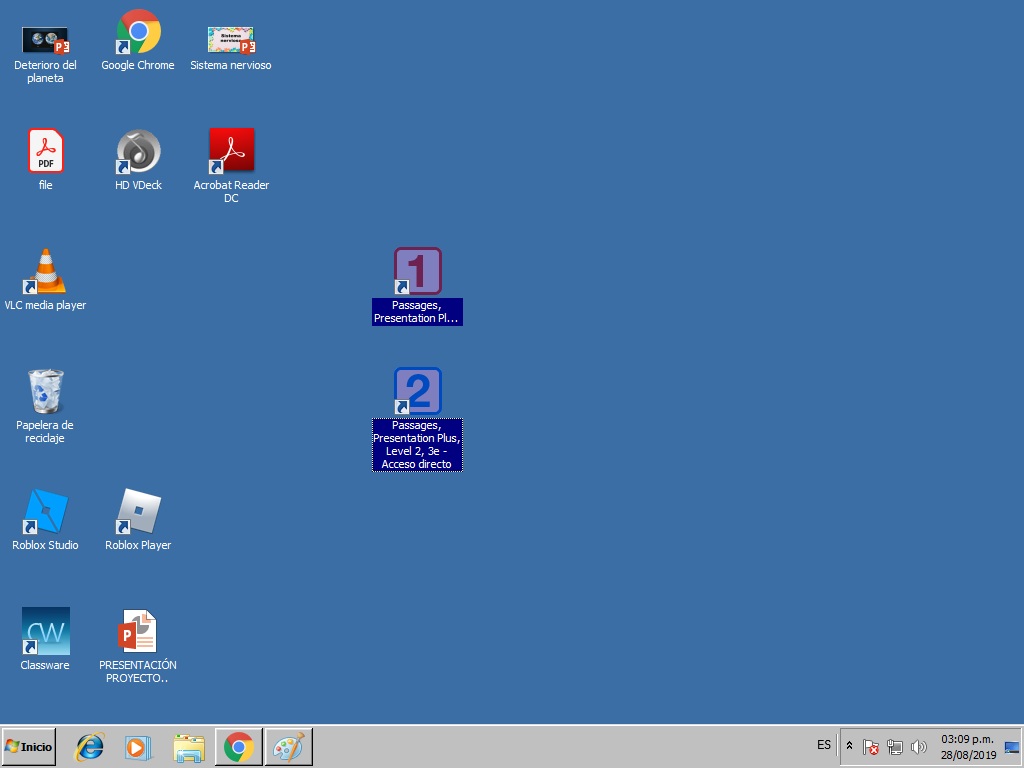 Deterioro del
planeta
Google Chrome
Sistema
nervioso
Sistema nervioso
PDF
file
HD VDeck
Acrobat Reader
DC
VLC media player
1
Passages,
Presentation Pl...
Papelera de
reciclaje
2
Passages,
Presentation Plus,
Level 2, 3e -
Acceso directo
Roblox Studio
Roblox Player
CW
Classware
P
PRESENTACIÓN
PROYECTO..
Inicio
ES
03:09 p.m.
28/08/2019